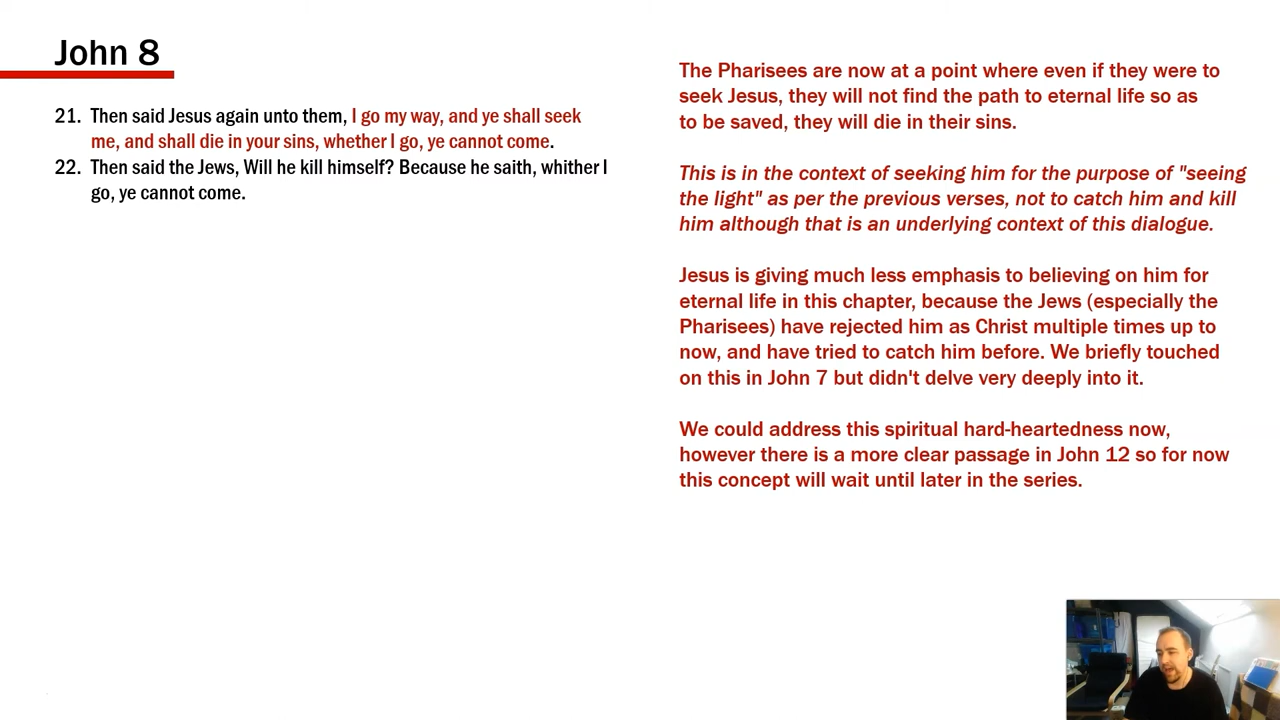 John 8
21. Then said Jesus again unto them, I go my way, and ye shall seek
me, and shall die in your sins, whether I go, ye cannot come.
22. Then said the Jews, Will he kill himself? Because he saith, whither I
go, ye cannot come.
The Pharisees are now at a point where even if they were to
seek Jesus, they will not find the path to eternal life so as
to be saved, they will die in their sins.
This is in the context of seeking him for the purpose of "seeing
the light" as per the previous verses, not to catch him and kill
him although that is an underlying context of this dialogue.
Jesus is giving much less emphasis to believing on him for
eternal life in this chapter, because the Jews (especially the
Pharisees) have rejected him as Christ multiple times up to
now, and have tried to catch him before. We briefly touched
on this in John 7 but didn't delve very deeply into it.
We could address this spiritual hard-heartedness now,
however there is a more clear passage in John 12 so for now
this concept will wait until later in the series.